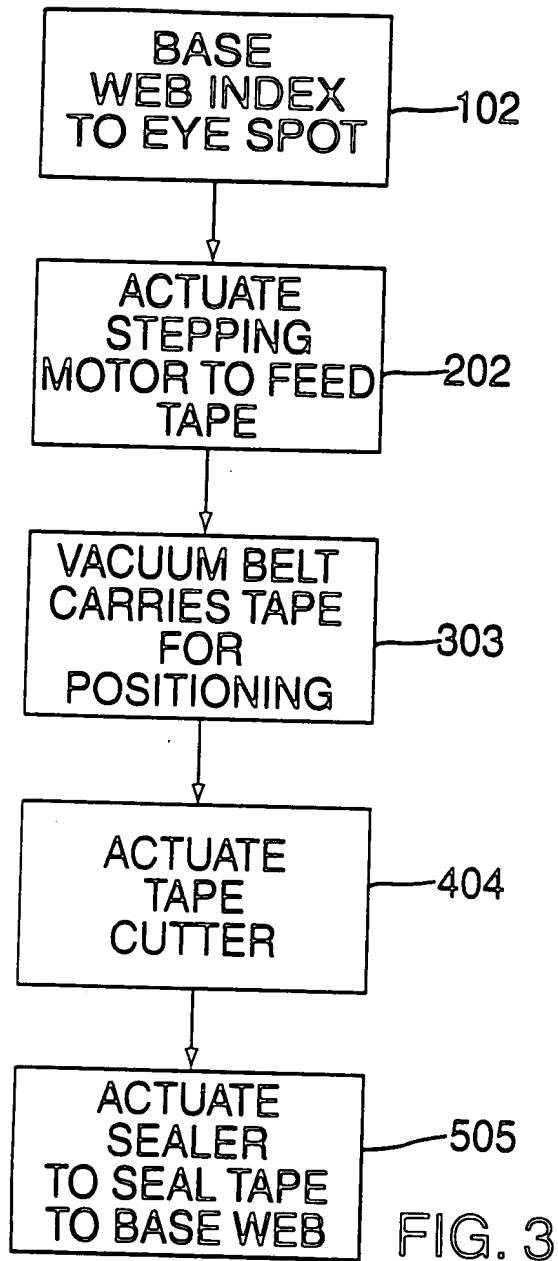 BASE
WEB INDEX
TO EYE SPOT
102
ACTUATE
STEPPING
MOTOR TO FEED
TAPE
202
VACUUM BELT
CARRIES TAPE
FOR
POSITIONING
303
ACTUATE
TAPE
CUTTER
404
ACTUATE
SEALER
TO SEAL TAPE
TO BASE WEB
505
FIG. 3